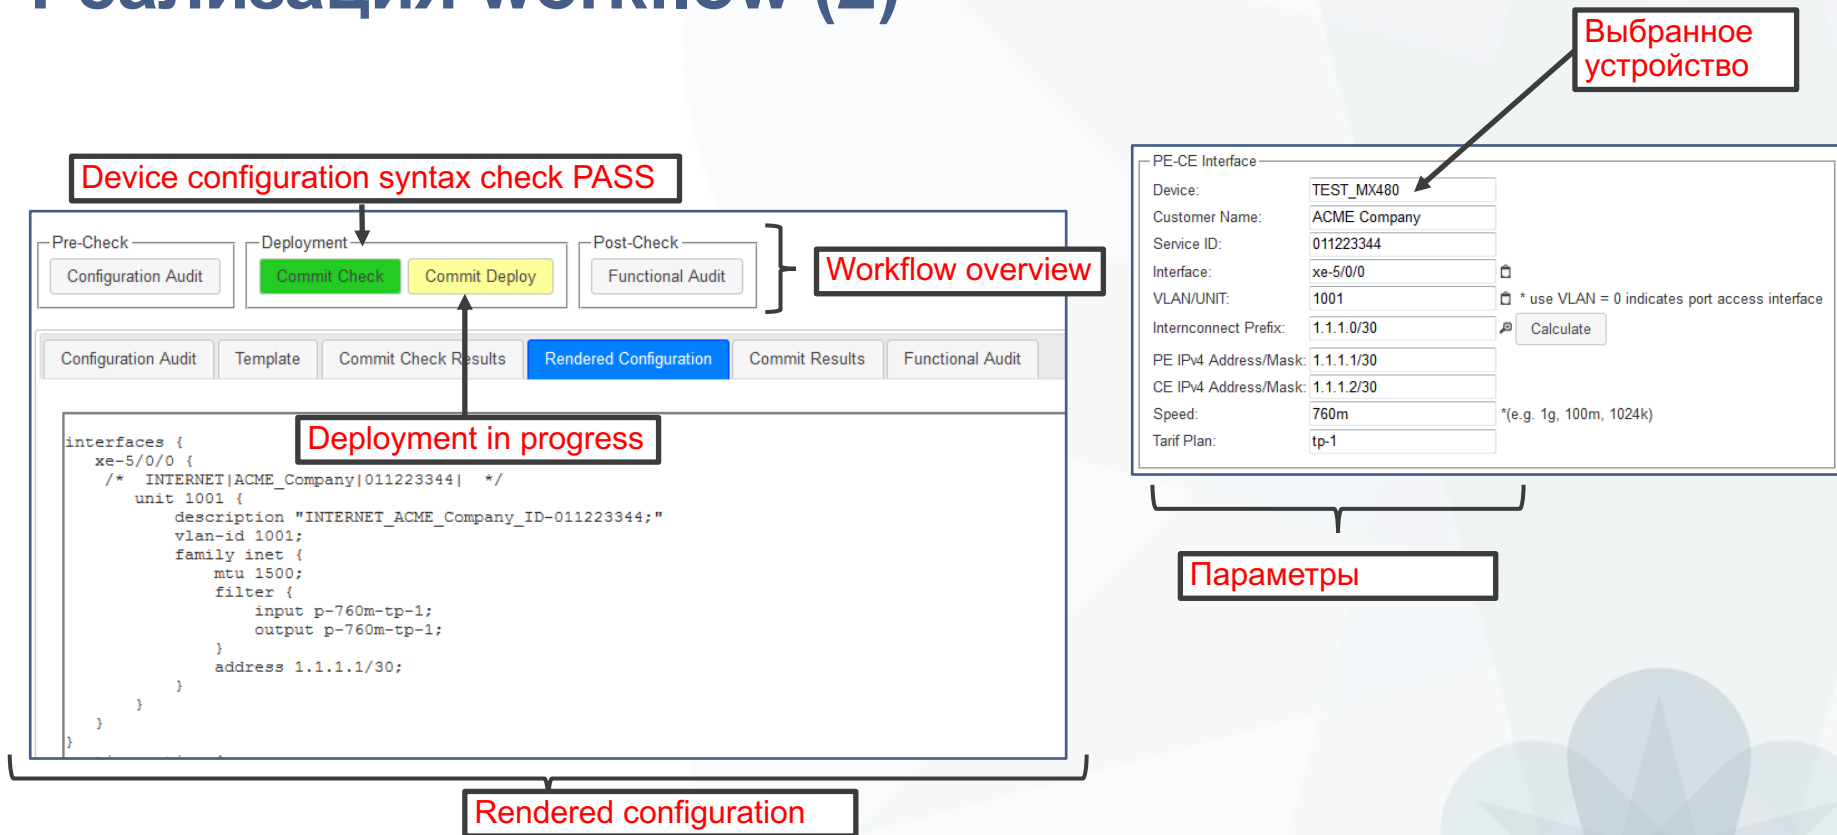 Реализация workflow (2)
Выбранное
устройство
Device configuration syntax check PASS
Pre-Check
Configuration Audit
Deployment
Commit Check
Commit Deploy
Post-Check
Functional Audit
Workflow overview
Configuration Audit
Template
Commit Check Results
Rendered Configuration
Commit Results
Functional Audit
Deployment in progress
interfaces {
xe-5/0/0 {
/* INTERNET|ACME_Company|011223344| */
unit 1001 {
description "INTERNET_ACME_Company_ID-011223344;"
vlan-id 1001;
family inet {
mtu 1500;
filter {
input p-760m-tp-1;
output p-760m-tp-1;
}
address 1.1.1.1/30;
}
}
}
}
Rendered configuration
PE-CE Interface
Device: TEST_MX480
Customer Name: ACME Company
Service ID: 011223344
Interface: xe-5/0/0
VLAN/UNIT: 1001 * use VLAN = 0 indicates port access interface
Internconnect Prefix: 1.1.1.0/30 Calculate
PE IPv4 Address/Mask: 1.1.1.1/30
CE IPv4 Address/Mask: 1.1.1.2/30
Speed: 760m *(e.g. 1g, 100m, 1024k)
Tarif Plan: tp-1
Параметры